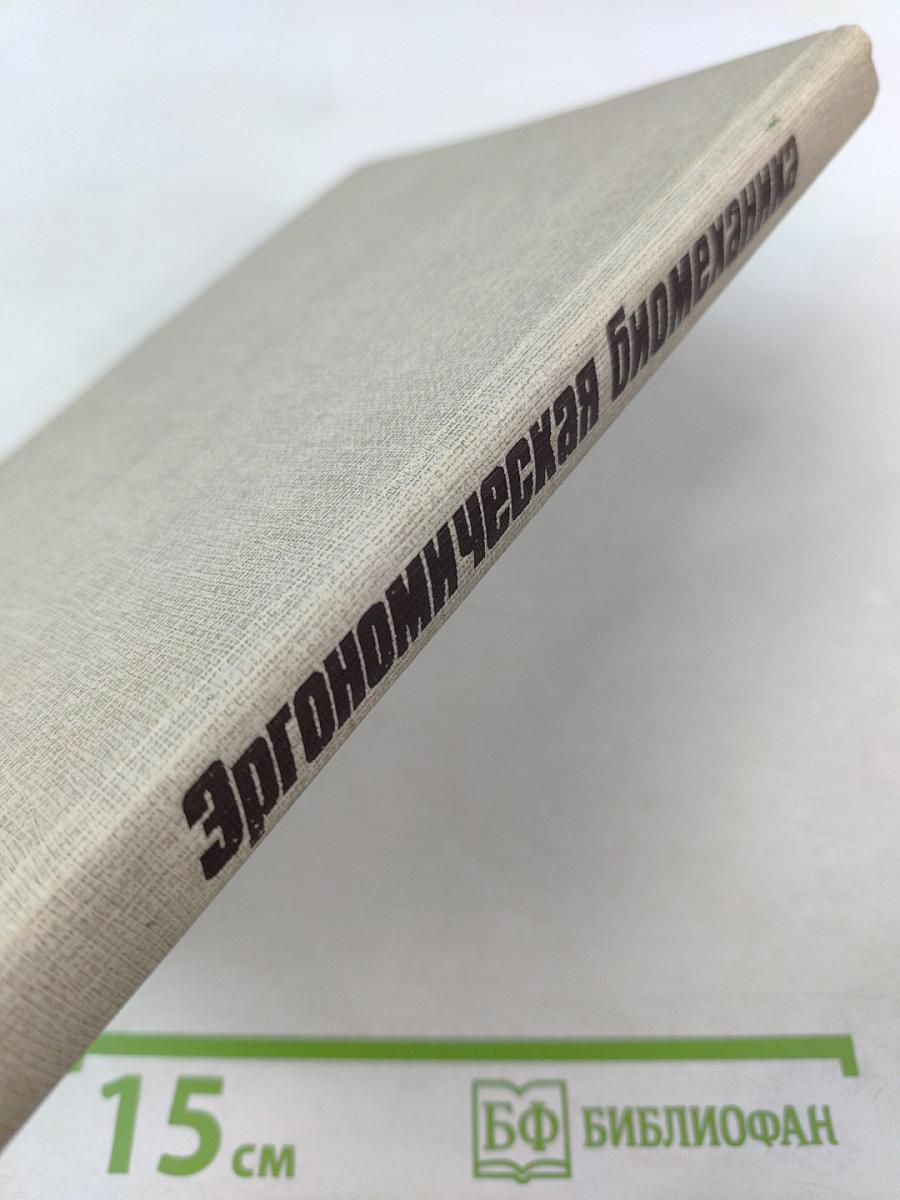 Эргономическая биомеханика
15 см
БФ БИБЛИОФАН